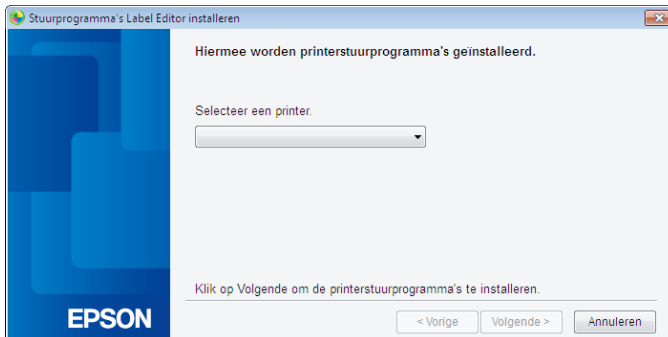 Stuurprogramma's Label Editor installeren
Hiermee worden printerstuurprogramma's geïnstalleerd.
Selecteer een printer.
Klik op Volgende om de printerstuurprogramma's te installeren.
EPSON
< Vorige Volgende > Annuleren